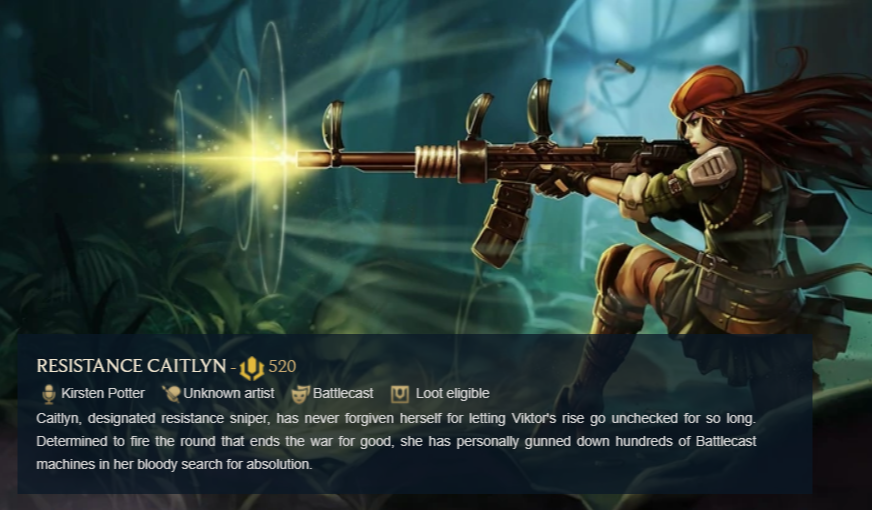 RESISTANCE CAITLYN - 520
Kirsten Potter Unknown artist Battlecast Loot eligible
Caitlyn, designated resistance sniper, has never forgiven herself for letting Viktor's rise go unchecked for so long.
Determined to fire the round that ends the war for good, she has personally gunned down hundreds of Battlecast
machines in her bloody search for absolution.